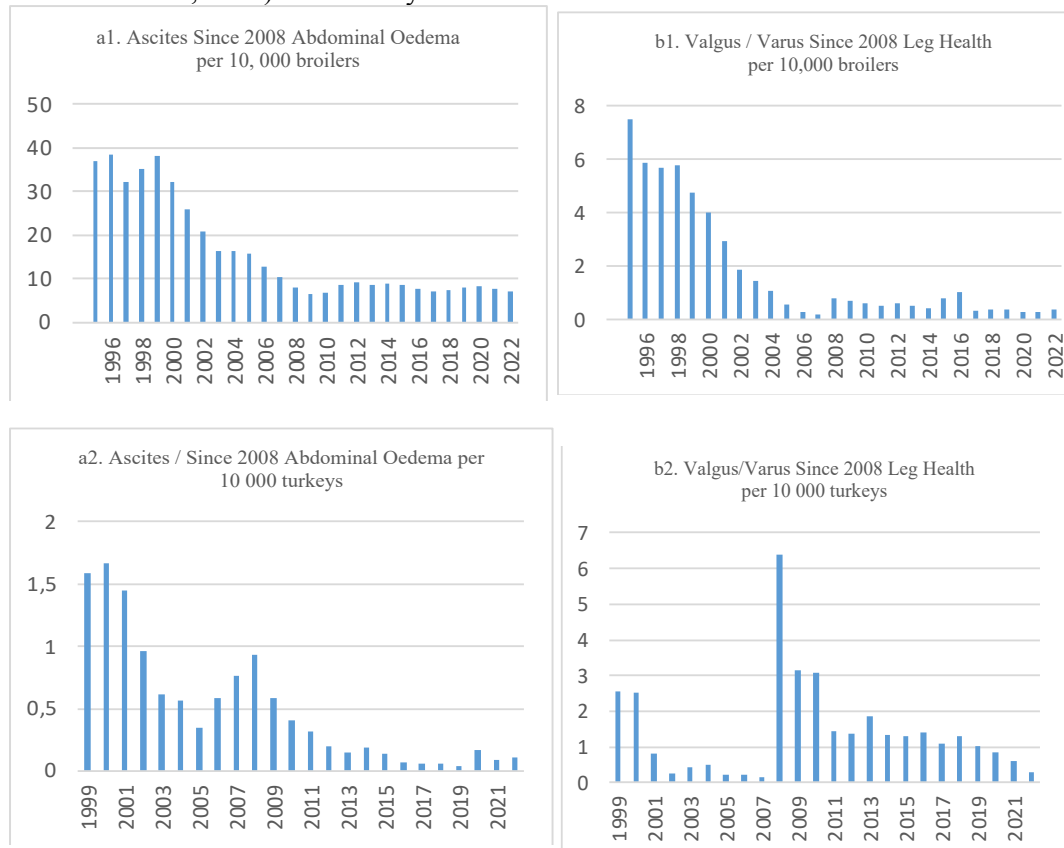 a1. Ascites Since 2008 Abdominal Oedema
per 10, 000 broilers
50
40
30
20
10
0
1996 1998 2000 2002 2004 2006 2008 2010 2012 2014 2016 2018 2020 2022
b1. Valgus / Varus Since 2008 Leg Health
per 10,000 broilers
8
6
4
2
0
1996 1998 2000 2002 2004 2006 2008 2010 2012 2014 2016 2018 2020 2022
a2. Ascites / Since 2008 Abdominal Oedema per
10 000 turkeys
2
1,5
1
0,5
0
1999 2001 2003 2005 2007 2009 2011 2013 2015 2017 2019 2021
b2. Valgus/Varus Since 2008 Leg Health
per 10 000 turkeys
7
6
5
4
3
2
1
0
1999 2001 2003 2005 2007 2009 2011 2013 2015 2017 2019 2021